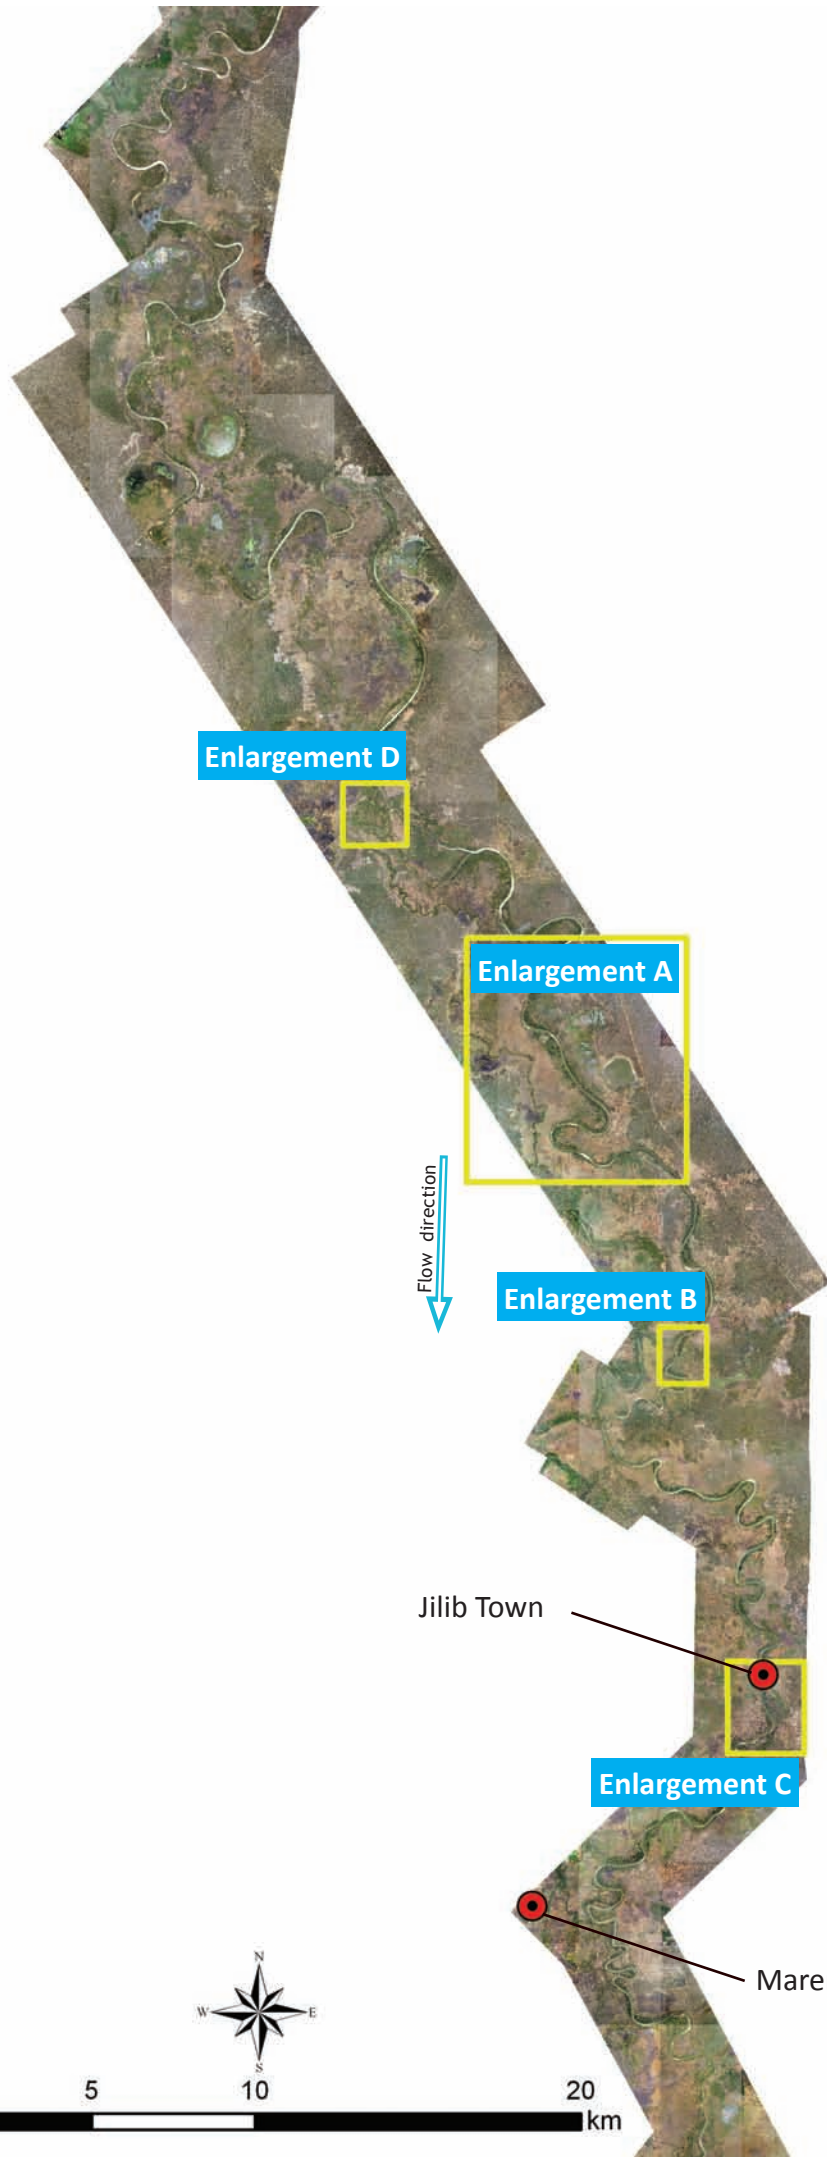 Enlargement D
Enlargement A
Flow direction
Enlargement B
Jilib Town
Enlargement C
Mare
N
W E
S
5 10 20
km